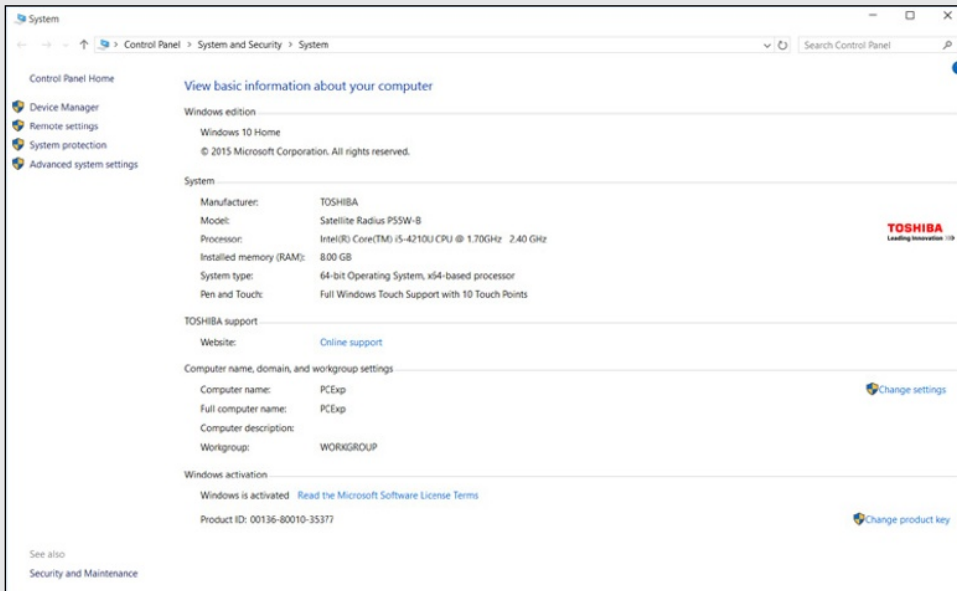 System
Control Panel > System and Security > System
Search Control Panel
Control Panel Home
Device Manager
Remote settings
System protection
Advanced system settings
View basic information about your computer
Windows edition
Windows 10 Home
© 2015 Microsoft Corporation. All rights reserved.
System
Manufacturer: TOSHIBA
Model: Satellite Radius P55W-B
Processor: Intel(R) Core(TM) i5-4210U CPU @ 1.70GHz 2.40 GHz
Installed memory (RAM): 8.00 GB
System type: 64-bit Operating System, x64-based processor
Pen and Touch: Full Windows Touch Support with 10 Touch Points
TOSHIBA
Leading Innovation >>>
TOSHIBA support
Website: Online support
Computer name, domain, and workgroup settings
Computer name: PCExp
Change settings
Full computer name: PCExp
Computer description:
Workgroup: WORKGROUP
Windows activation
Windows is activated Read the Microsoft Software License Terms
Product ID: 00136-80010-35377
Change product key
See also
Security and Maintenance